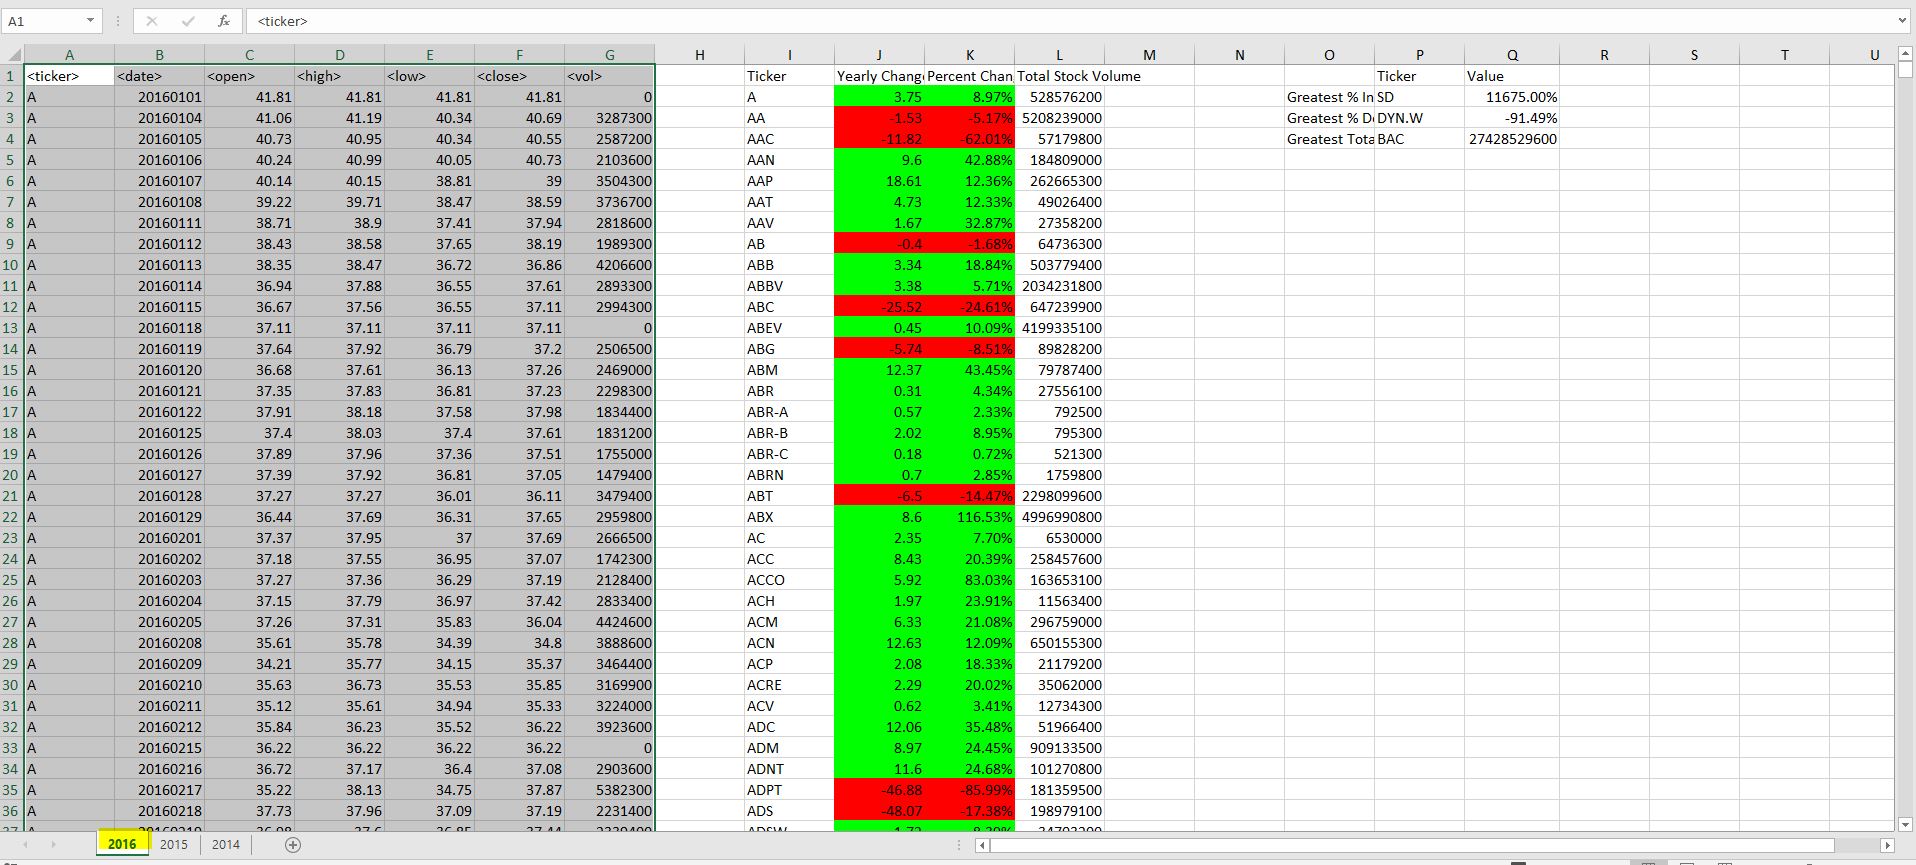 A1 fx <ticker>
A B C D E F G H I J K L M N O P Q R S T U
1 <ticker> <date> <open> <high> <low> <close> <vol> Ticker Yearly Chang Percent Chan Total Stock Volume Ticker Value
2 A 20160101 41.81 41.81 41.81 41.81 0 A 3.75 8.97% 528576200 Greatest % In SD 11675.00%
3 A 20160104 41.06 41.19 40.34 40.69 3287300 AA -1.53 -5.17% 5208239000 Greatest % De DYN.W -91.49%
4 A 20160105 40.73 40.95 40.34 40.55 2587200 AAC -11.82 -62.01% 57179800 Greatest Tota BAC 27428529600
5 A 20160106 40.24 40.99 40.05 40.73 2103600 AAN 9.6 42.88% 184809000
6 A 20160107 40.14 40.15 38.81 39 3504300 AAP 18.61 12.36% 262665300
7 A 20160108 39.22 39.71 38.47 38.59 3736700 AAT 4.73 12.33% 49026400
8 A 20160111 38.71 38.9 37.41 37.94 2818600 AAV 1.67 32.87% 27358200
9 A 20160112 38.43 38.58 37.65 38.19 1989300 AB -0.4 -1.68% 64736300
10 A 20160113 38.35 38.47 36.72 36.86 4206600 ABB 3.34 18.84% 503779400
11 A 20160114 36.94 37.88 36.55 37.61 2893300 ABBV 3.38 5.71% 2034231800
12 A 20160115 36.67 37.56 36.55 37.11 2994300 ABC -25.52 -24.61% 647239900
13 A 20160118 37.11 37.11 37.11 37.11 0 ABEV 0.45 10.09% 4199335100
14 A 20160119 37.64 37.92 36.79 37.2 2506500 ABG -5.74 -8.51% 89828200
15 A 20160120 36.68 37.61 36.13 37.26 2469000 ABM 12.37 43.45% 79787400
16 A 20160121 37.35 37.83 36.81 37.23 2298300 ABR 0.31 4.34% 27556100
17 A 20160122 37.91 38.18 37.58 37.98 1834400 ABR-A 0.57 2.33% 792500
18 A 20160125 37.4 38.03 37.4 37.61 1831200 ABR-B 2.02 8.95% 795300
19 A 20160126 37.89 37.96 37.36 37.51 1755000 ABR-C 0.18 0.72% 521300
20 A 20160127 37.39 37.92 36.81 37.05 1479400 ABRN 0.7 2.85% 1759800
21 A 20160128 37.27 37.27 36.01 36.11 3479400 ABT -6.5 -14.47% 2298099600
22 A 20160129 36.44 37.69 36.31 37.65 2959800 ABX 8.6 116.53% 4996990800
23 A 20160201 37.37 37.95 37 37.69 2666500 AC 2.35 7.70% 6530000
24 A 20160202 37.18 37.55 36.95 37.07 1742300 ACC 8.43 20.39% 258457600
25 A 20160203 37.27 37.36 36.29 37.19 2128400 ACCO 5.92 83.03% 163653100
26 A 20160204 37.15 37.79 36.97 37.42 2833400 ACH 1.97 23.91% 11563400
27 A 20160205 37.26 37.31 35.83 36.04 4424600 ACM 6.33 21.08% 296759000
28 A 20160208 35.61 35.78 34.39 34.8 3888600 ACN 12.63 12.09% 650155300
29 A 20160209 34.21 35.77 34.15 35.37 3464400 ACP 2.08 18.33% 21179200
30 A 20160210 35.63 36.73 35.53 35.85 3169900 ACRE 2.29 20.02% 35062000
31 A 20160211 35.12 35.61 34.94 35.33 3224000 ACV 0.62 3.41% 12734300
32 A 20160212 35.84 36.23 35.52 36.22 3923600 ADC 12.06 35.48% 51966400
33 A 20160215 36.22 36.22 36.22 36.22 0 ADM 8.97 24.45% 909133500
34 A 20160216 36.72 37.17 36.4 37.08 2903600 ADNT 11.6 24.68% 101270800
35 A 20160217 35.22 38.13 34.75 37.87 5382300 ADPT -46.88 -85.99% 181359500
36 A 20160218 37.73 37.96 37.09 37.19 2231400 ADS -48.07 -17.38% 198979100
2016 2015 2014